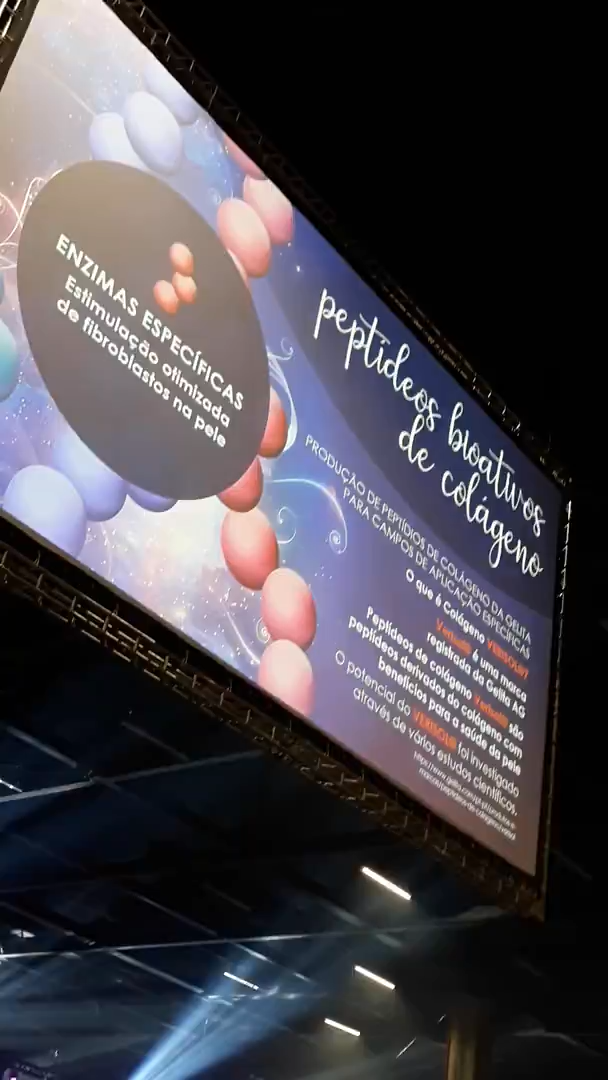 ENZIMAS ESPECÍFICAS
Estimulação otimizada
de fibroblastos na pele
peptídeos bioativos
de colágeno
PRODUÇÃO DE PEPTÍDIOS DE COLÁGENO DA GELITA
PARA CAMPOS DE APLICAÇÃO ESPECÍFICAS
O que é Colágeno VERISOL®?
Verisol® é uma marca
registrada da Gelita AG
Peptídeos de colágeno Verisol® são
peptídeos derivados do colágeno com
benefícios para a saúde da pele
O potencial do VERISOL® foi investigado
através de vários estudos científicos.